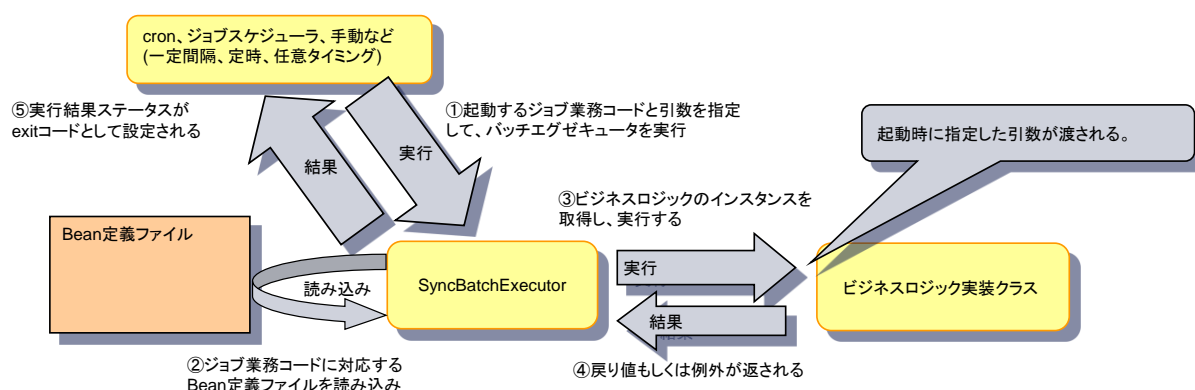 cron、ジョブスケジューラ、手動など
(一定間隔、定時、任意タイミング)
⑤実行結果ステータスが
exitコードとして設定される
①起動するジョブ業務コードと引数を指定
して、バッチエグゼキュータを実行
起動時に指定した引数が渡される。
結果
実行
③ビジネスロジックのインスタンスを
取得し、実行する
Bean定義ファイル
読み込み
SyncBatchExecutor
実行
結果
ビジネスロジック実装クラス
②ジョブ業務コードに対応する
Bean定義ファイルを読み込み
④戻り値もしくは例外が返される